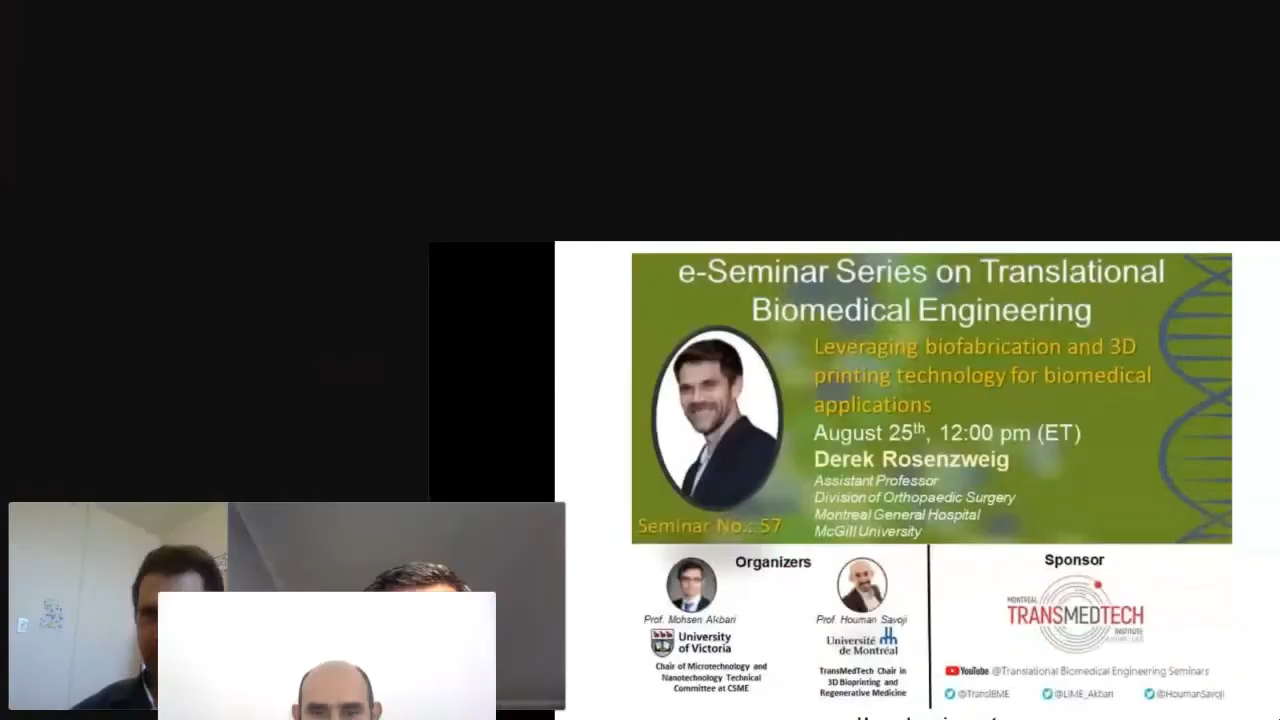 e-Seminar Series on Translational
Biomedical Engineering
Leveraging biofabrication and 3D
printing technology for biomedical
applications
August 25th, 12:00 pm (ET)
Derek Rosenzweig
Assistant Professor
Division of Orthopaedic Surgery
Montreal General Hospital
McGill University
Seminar No.: 57
Organizers
Prof. Mohsen Akbari
University
of Victoria
Chair of Microtechnology and
Nanotechnology Technical
Committee at CSME
Prof. Houman Savoji
Université
de Montréal
TransMedTech Chair in
3D Bioprinting and
Regenerative Medicine
Sponsor
MONTREAL
TRANSMEDTECH
INSTITUTE
YouTube @Translational Biomedical Engineering Seminars
@TranslBME
@LiME_Akbari
@HoumanSavoji